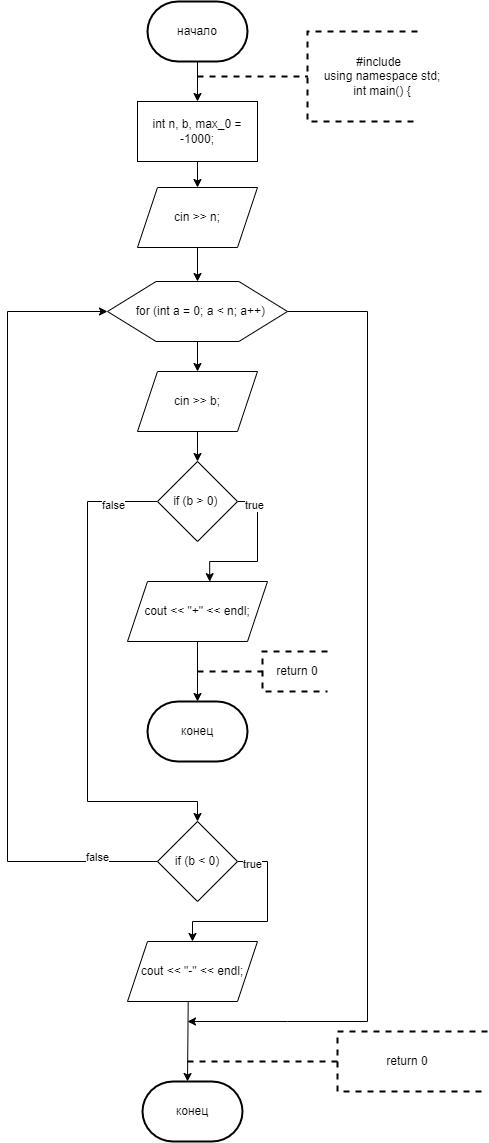 начало
#include
using namespace std;
int main() {
int n, b, max_0 =
-1000;
cin >> n;
for (int a = 0; a < n; a++)
cin >> b;
if (b > 0)
false
true
cout << "+" << endl;
return 0
конец
if (b < 0)
false
true
cout << "-" << endl;
return 0
конец